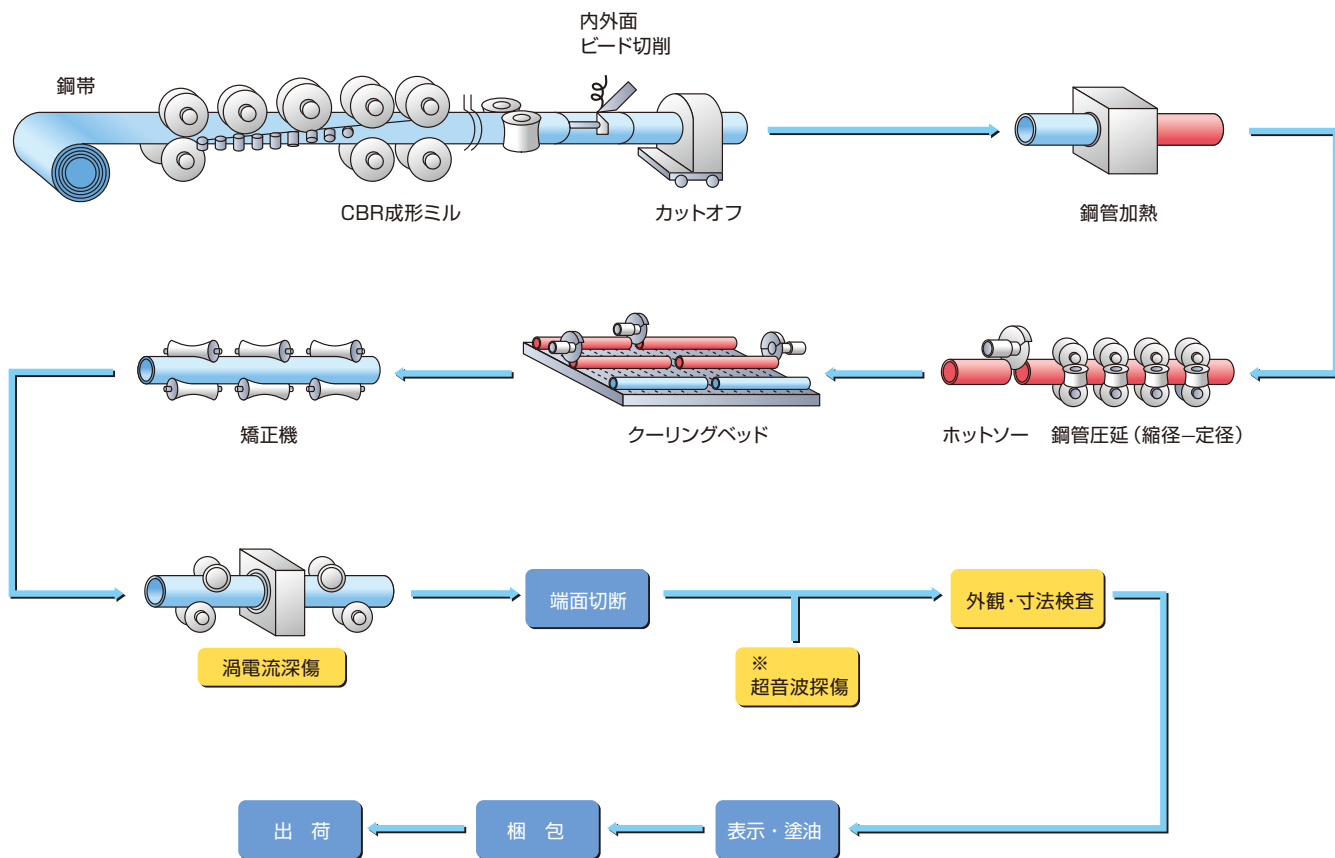 内外面
ビード切削
鋼帯
CBR成形ミル
カットオフ
鋼管加熱
矯正機
クーリングベッド
ホットソー
鋼管圧延（縮径−定径）
渦電流深傷
端面切断
※
超音波探傷
外観・寸法検査
出　荷
梱　包
表示・塗油